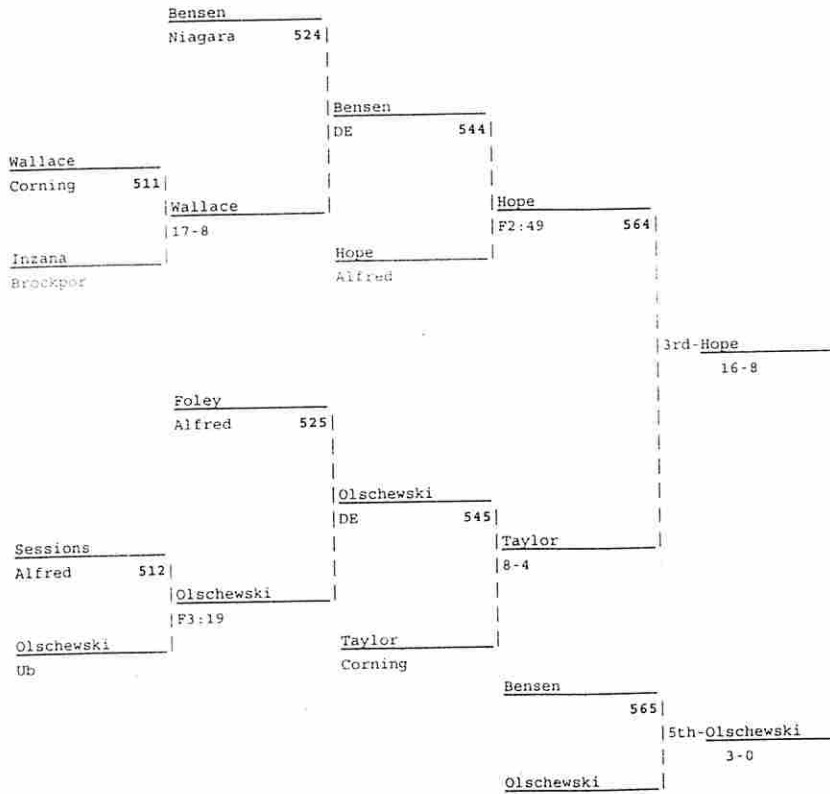 Bensen
Niagara 524
Bensen
DE 544
Wallace
Corning 511
Wallace
17-8
Hope
F2:49 564
Inzana
Brockpor
Hope
Alfred
3rd-Hope
16-8
Foley
Alfred 525
Olschewski
DE 545
Sessions
Alfred 512
Taylor
8-4
Olschewski
F3:19
Olschewski
Ub
Taylor
Corning
Bensen
565
5th-Olschewski
3-0
Olschewski